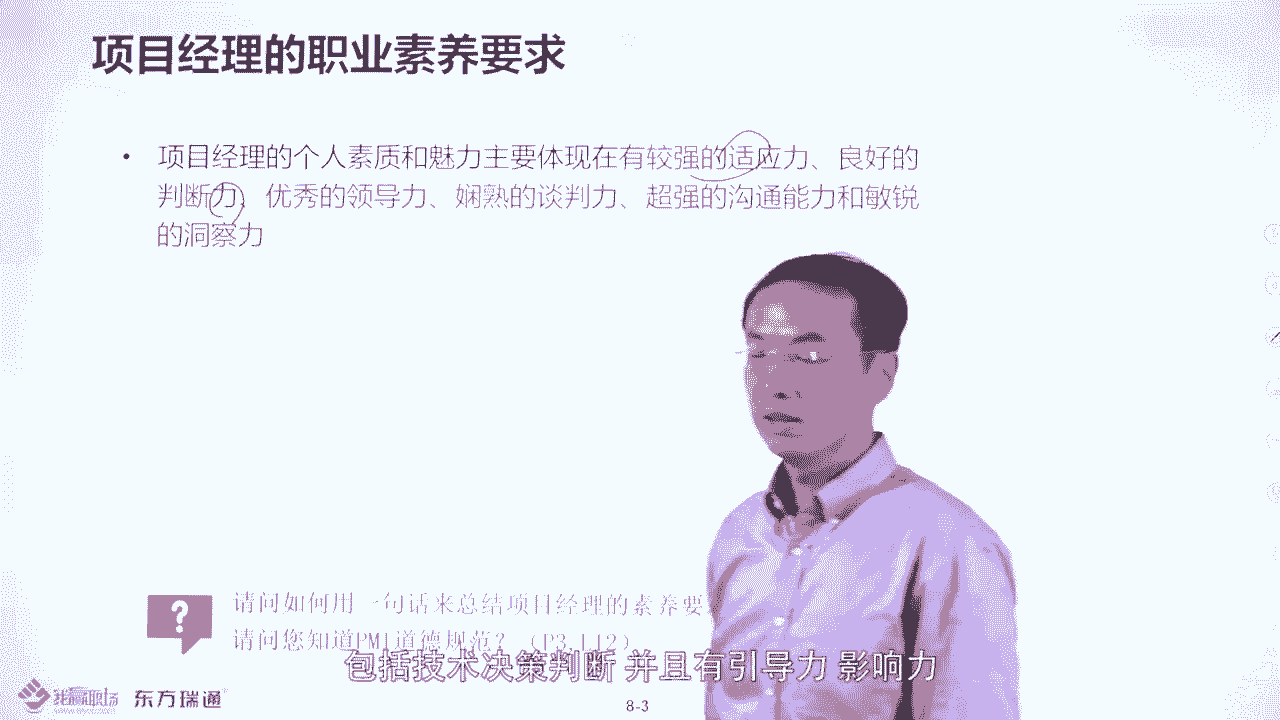 项目经理的职业素养要求
• 项目经理的个人素质和魅力主要体现在有较强的适应力、良好的
判断力、优秀的领导力、娴熟的谈判力、超强的沟通能力和敏锐
的洞察力
?
请问如何用一句话来总结项目经理的素养要
请问您知道PMI道德规范?(P3,112)
包括技术决策判断 并且有引导力 影响力
东方瑞通
8-3